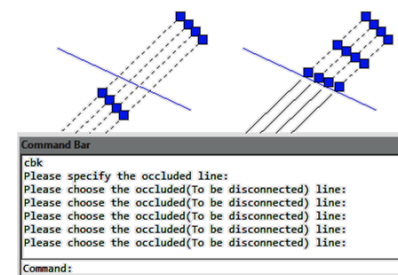 Command Bar
cbk
Please specify the occluded line:
Please choose the occluded(To be disconnected) line:
Please choose the occluded(To be disconnected) line:
Please choose the occluded(To be disconnected) line:
Please choose the occluded(To be disconnected) line:
Please choose the occluded(To be disconnected) line:
Command: